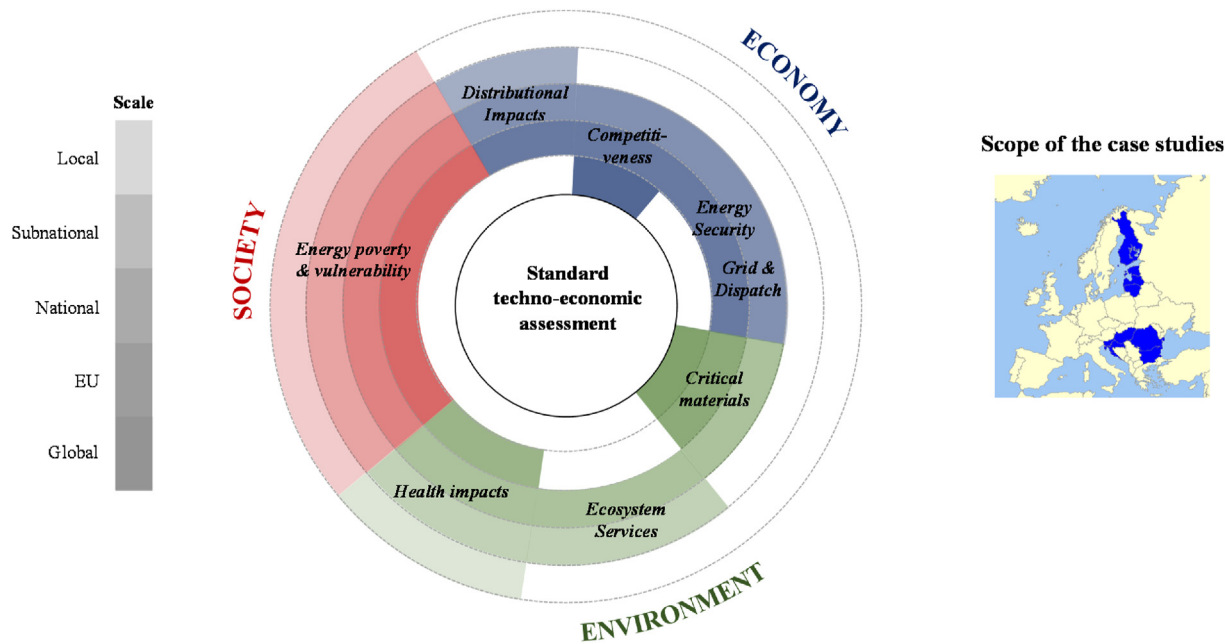 Scale
Local
Subnational
National
EU
Global
SOCIETY
ECONOMY
ENVIRONMENT
Distributional
Impacts
Competiti-
veness
Energy
Security
Grid &
Dispatch
Energy poverty
& vulnerability
Standard
techno-economic
assessment
Critical
materials
Health impacts
Ecosystem
Services
Scope of the case studies